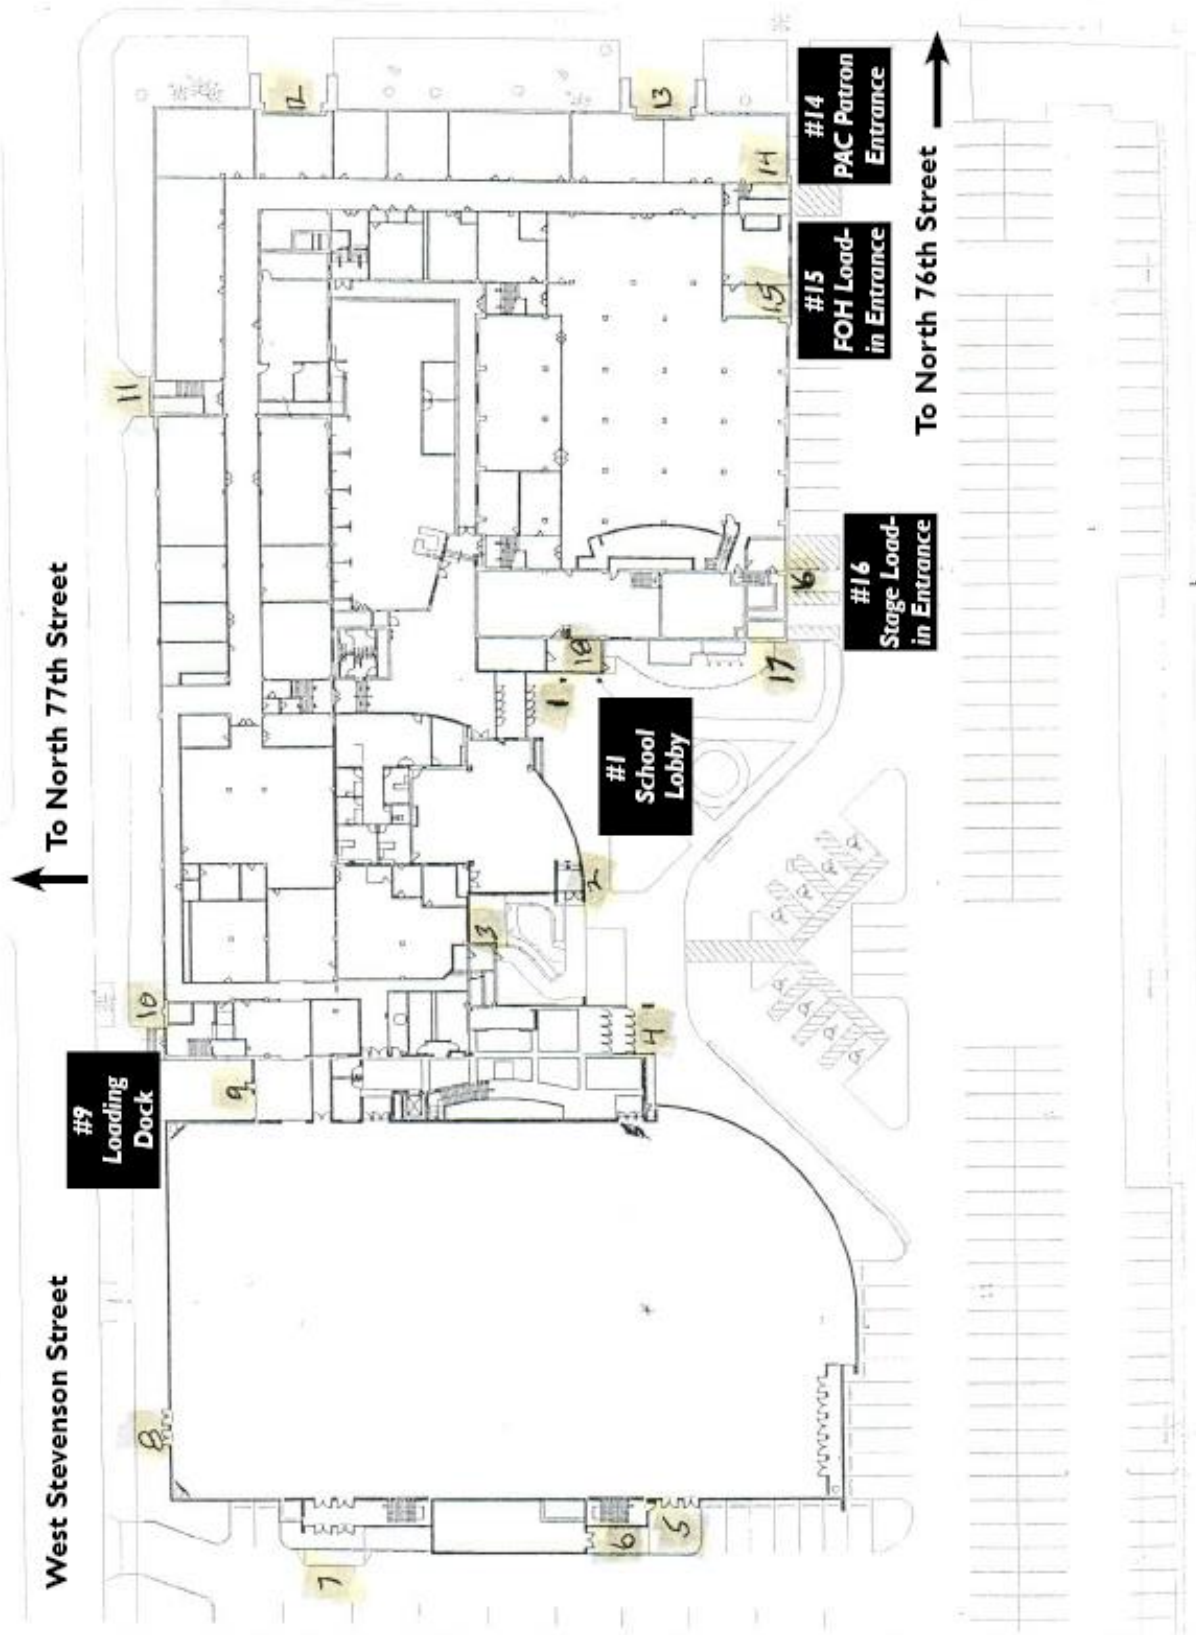 West Stevenson Street
To North 77th Street
8
7
6
5
#9
Loading
Dock
9
10
11
12
13
14
#14
PAC Patron
Entrance
15
#15
FOH Load-
in Entrance
To North 76th Street
16
#16
Stage Load-
in Entrance
17
18
1
#1
School
Lobby
2
3
4